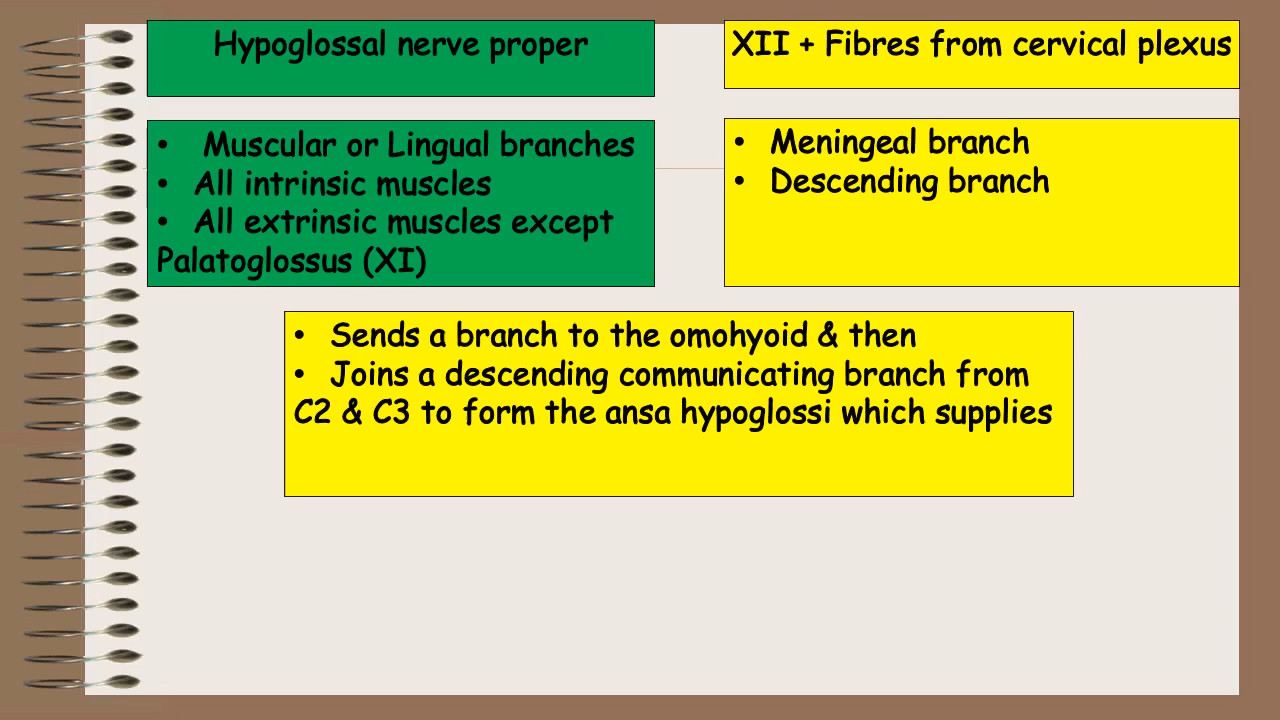 Hypoglossal nerve proper
XII + Fibres from cervical plexus
• Muscular or Lingual branches
• All intrinsic muscles
• All extrinsic muscles except
Palatoglossus (XI)
• Meningeal branch
• Descending branch
• Sends a branch to the omohyoid & then
• Joins a descending communicating branch from
C2 & C3 to form the ansa hypoglossi which supplies